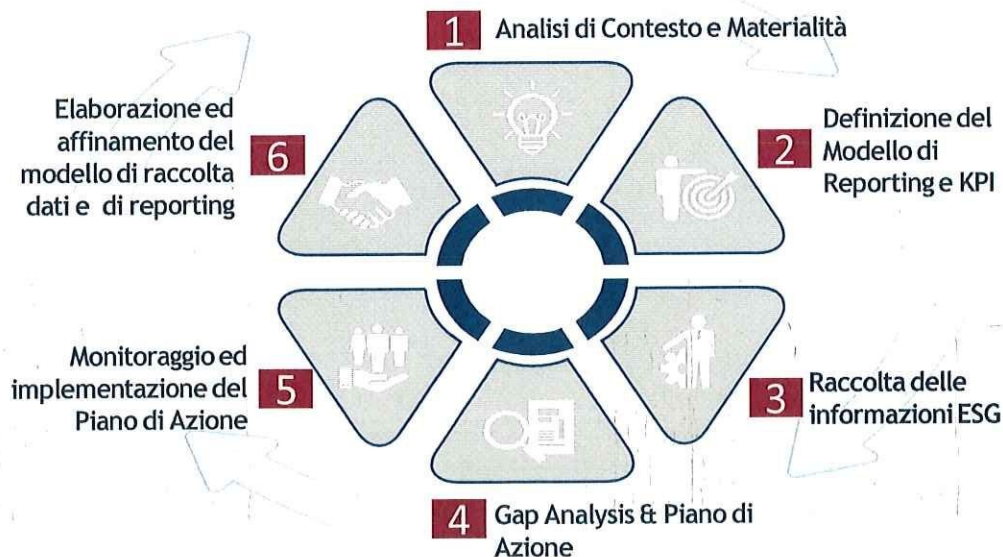 1 Analisi di Contesto e Materialità
2 Definizione del
Modello di
Reporting e KPI
3 Raccolta delle
informazioni ESG
4 Gap Analysis & Piano di
Azione
5 Monitoraggio ed
implementazione del
Piano di Azione
6 Elaborazione ed
affinamento del
modello di raccolta
dati e di reporting